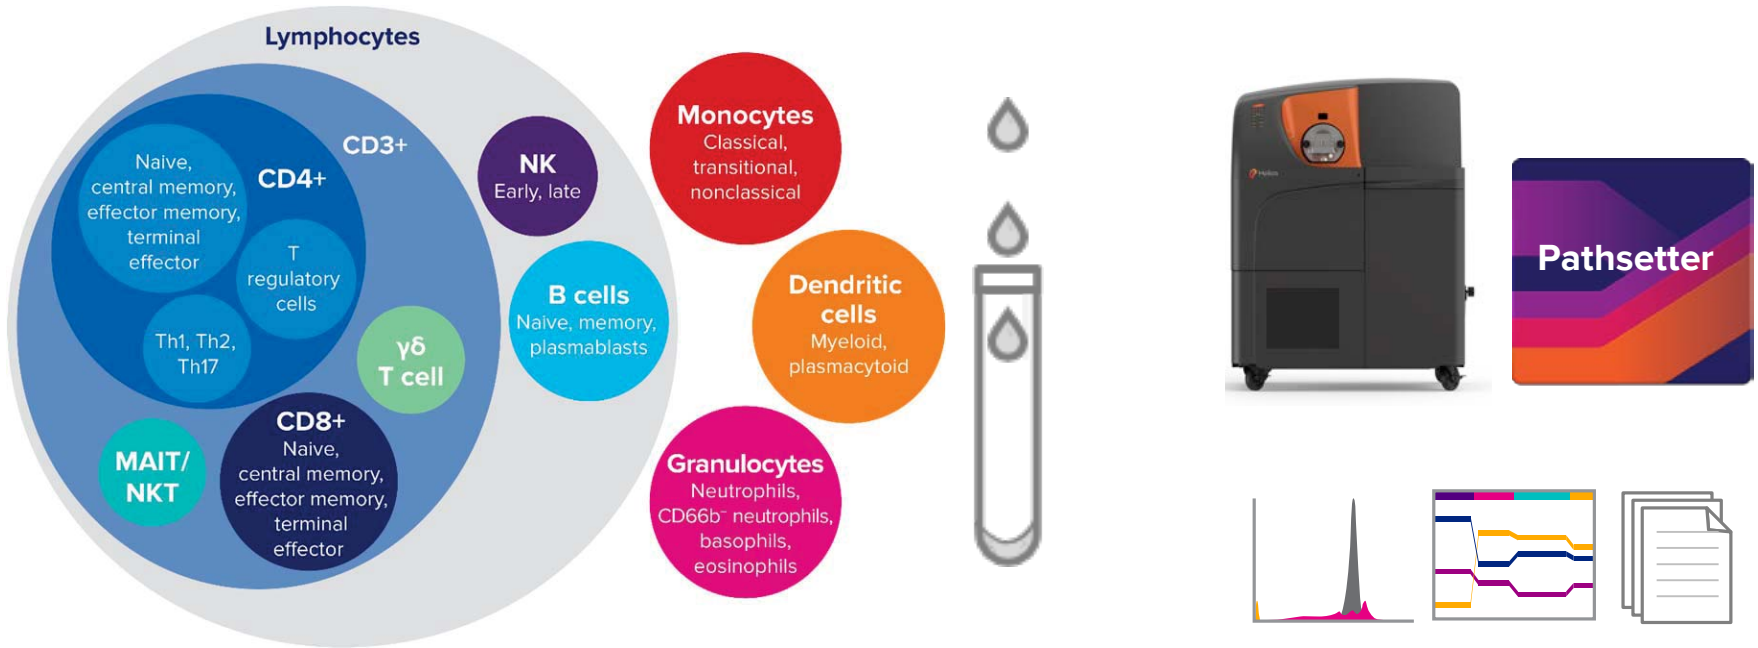 Lymphocytes
CD3+
CD4+
Naive,
central memory,
effector memory,
terminal
effector
T
regulatory
cells
Th1, Th2,
Th17
γδ
T cell
CD8+
Naive,
central memory,
effector memory,
terminal
effector
MAIT/
NKT
NK
Early, late
B cells
Naive, memory,
plasmablasts
Monocytes
Classical,
transitional,
nonclassical
Dendritic
cells
Myeloid,
plasmacytoid
Granulocytes
Neutrophils,
CD66b⁻ neutrophils,
basophils,
eosinophils
Helios
Pathsetter